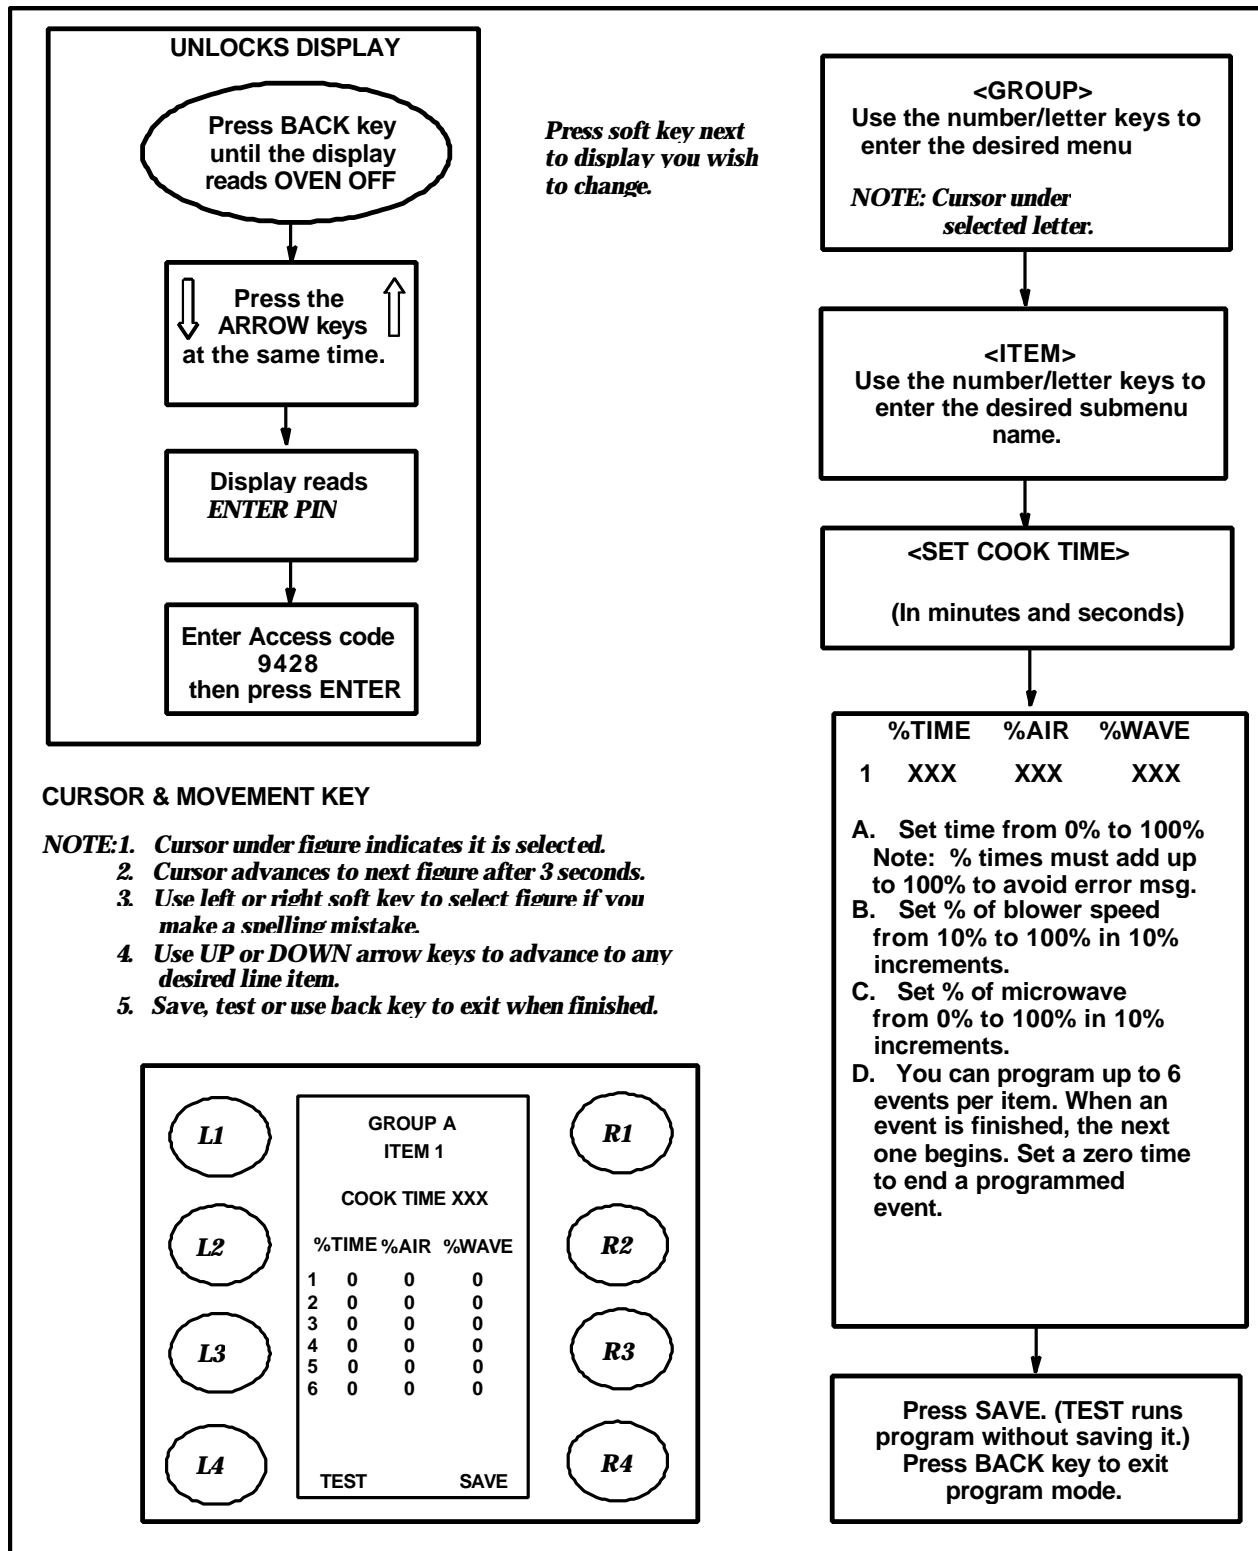 UNLOCKS DISPLAY
Press BACK key
until the display
reads OVEN OFF
Press the
ARROW keys
at the same time.
Display reads
ENTER PIN
Enter Access code
9428
then press ENTER
Press soft key next
to display you wish
to change.
CURSOR & MOVEMENT KEY
NOTE:1. Cursor under figure indicates it is selected.
2. Cursor advances to next figure after 3 seconds.
3. Use left or right soft key to select figure if you
make a spelling mistake.
4. Use UP or DOWN arrow keys to advance to any
desired line item.
5. Save, test or use back key to exit when finished.
L1
L2
L3
L4
GROUP A
ITEM 1
COOK TIME XXX
%TIME %AIR %WAVE
1 0 0 0
2 0 0 0
3 0 0 0
4 0 0 0
5 0 0 0
6 0 0 0
TEST SAVE
R1
R2
R3
R4
<GROUP>
Use the number/letter keys to
enter the desired menu
NOTE: Cursor under
selected letter.
<ITEM>
Use the number/letter keys to
enter the desired submenu
name.
<SET COOK TIME>
(In minutes and seconds)
%TIME %AIR %WAVE
1 XXX XXX XXX
A. Set time from 0% to 100%
Note: % times must add up
to 100% to avoid error msg.
B. Set % of blower speed
from 10% to 100% in 10%
increments.
C. Set % of microwave
from 0% to 100% in 10%
increments.
D. You can program up to 6
events per item. When an
event is finished, the next
one begins. Set a zero time
to end a programmed
event.
Press SAVE. (TEST runs
program without saving it.)
Press BACK key to exit
program mode.